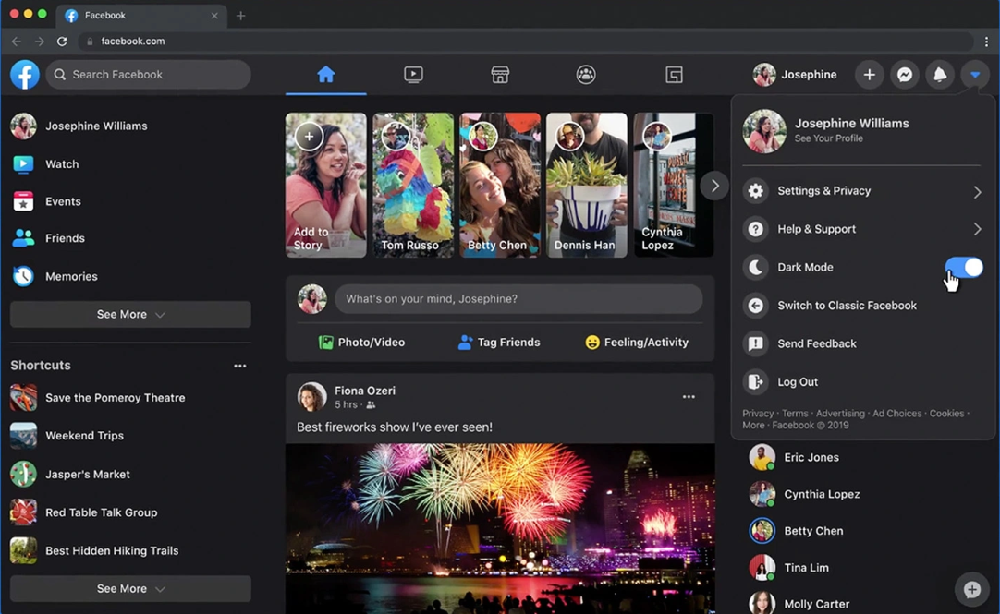 Facebook
facebook.com
Search Facebook
Josephine
Josephine Williams
Watch
Events
Friends
Memories
See More
Shortcuts
Save the Pomeroy Theatre
Weekend Trips
Jasper's Market
Red Table Talk Group
Best Hidden Hiking Trails
See More
Add to
Story
Tom Russo
Betty Chen
Dennis Han
Cynthia
Lopez
What's on your mind, Josephine?
Photo/Video
Tag Friends
Feeling/Activity
Fiona Ozeri
5 hrs ·
Best fireworks show I've ever seen!
Josephine Williams
See Your Profile
Settings & Privacy
Help & Support
Dark Mode
Switch to Classic Facebook
Send Feedback
Log Out
Privacy · Terms · Advertising · Ad Choices · Cookies ·
More · Facebook © 2019
Eric Jones
Cynthia Lopez
Betty Chen
Tina Lim
Molly Carter